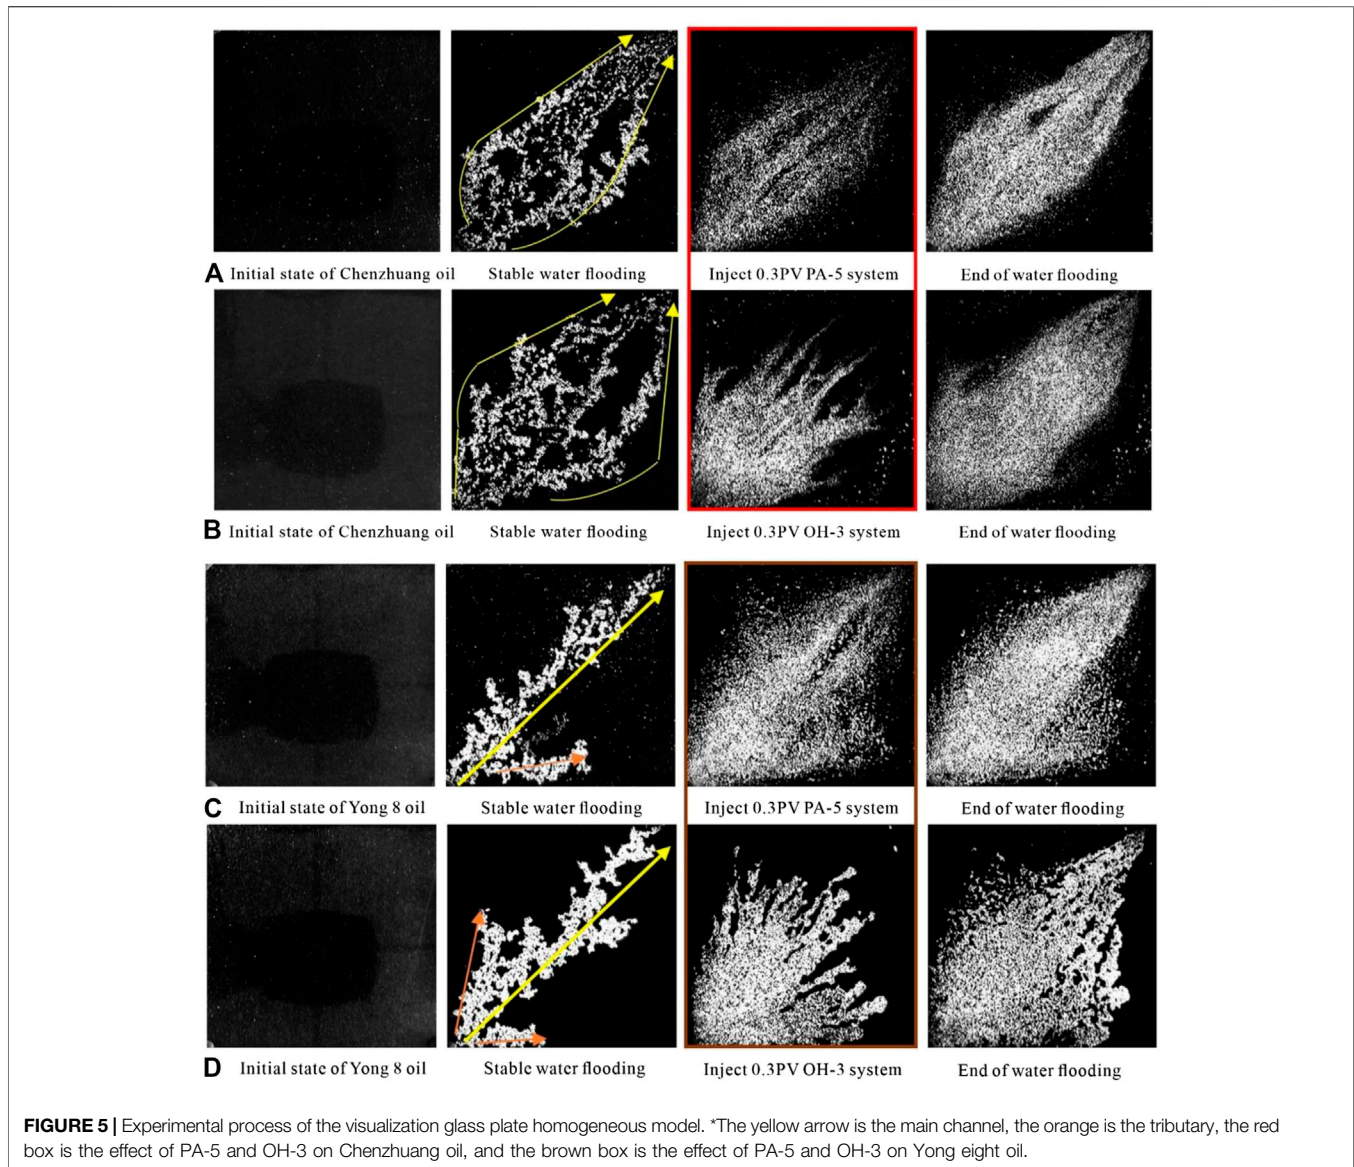 A Initial state of Chenzhuang oil Stable water flooding Inject 0.3PV PA-5 system End of water flooding
B Initial state of Chenzhuang oil Stable water flooding Inject 0.3PV OH-3 system End of water flooding
C Initial state of Yong 8 oil Stable water flooding Inject 0.3PV PA-5 system End of water flooding
D Initial state of Yong 8 oil Stable water flooding Inject 0.3PV OH-3 system End of water flooding
FIGURE 5 | Experimental process of the visualization glass plate homogeneous model. *The yellow arrow is the main channel, the orange is the tributary, the red
box is the effect of PA-5 and OH-3 on Chenzhuang oil, and the brown box is the effect of PA-5 and OH-3 on Yong eight oil.